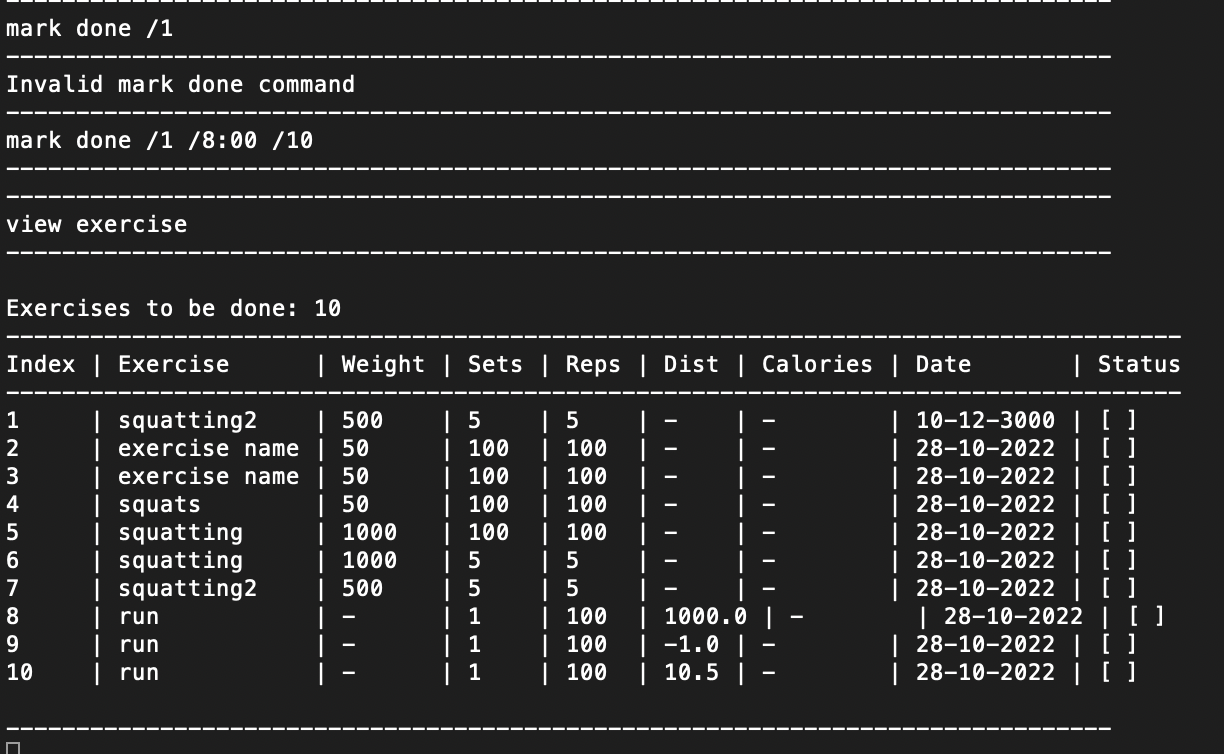 mark done /1
Invalid mark done command
mark done /1 /8:00 /10
view exercise
Exercises to be done: 10
Index | Exercise      | Weight | Sets | Reps | Dist | Calories | Date       | Status
1     | squatting2    | 500    | 5    | 5    | -    | -        | 10-12-3000 | [ ]
2     | exercise name | 50     | 100  | 100  | -    | -        | 28-10-2022 | [ ]
3     | exercise name | 50     | 100  | 100  | -    | -        | 28-10-2022 | [ ]
4     | squats        | 50     | 100  | 100  | -    | -        | 28-10-2022 | [ ]
5     | squatting     | 1000   | 100  | 100  | -    | -        | 28-10-2022 | [ ]
6     | squatting     | 1000   | 5    | 5    | -    | -        | 28-10-2022 | [ ]
7     | squatting2    | 500    | 5    | 5    | -    | -        | 28-10-2022 | [ ]
8     | run           | -      | 1    | 100  | 1000.0 | -        | 28-10-2022 | [ ]
9     | run           | -      | 1    | 100  | -1.0 | -        | 28-10-2022 | [ ]
10    | run           | -      | 1    | 100  | 10.5 | -        | 28-10-2022 | [ ]